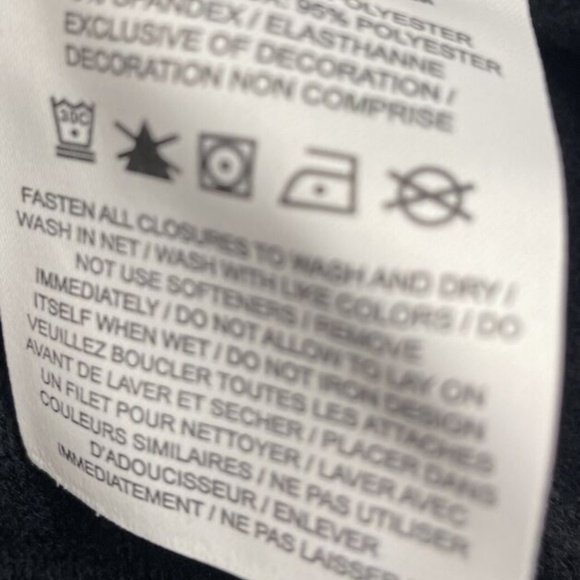 POLYESTER
95% POLYESTER
SPANDEX / ELASTHANNE
EXCLUSIVE OF DECORATION /
DECORATION NON COMPRISE
30C
FASTEN ALL CLOSURES TO WASH AND DRY /
WASH IN NET / WASH WITH LIKE COLORS / DO
NOT USE SOFTENERS / REMOVE
IMMEDIATELY / DO NOT ALLOW TO LAY ON
ITSELF WHEN WET / DO NOT IRON DESIGN
VEUILLEZ BOUCLER TOUTES LES ATTACHES
AVANT DE LAVER ET SECHER / PLACER DANS
UN FILET POUR NETTOYER / LAVER AVEC
COULEURS SIMILAIRES / NE PAS UTILISER
D'ADOUCISSEUR / ENLEVER
IMMEDIATEMENT / NE PAS LAISSER